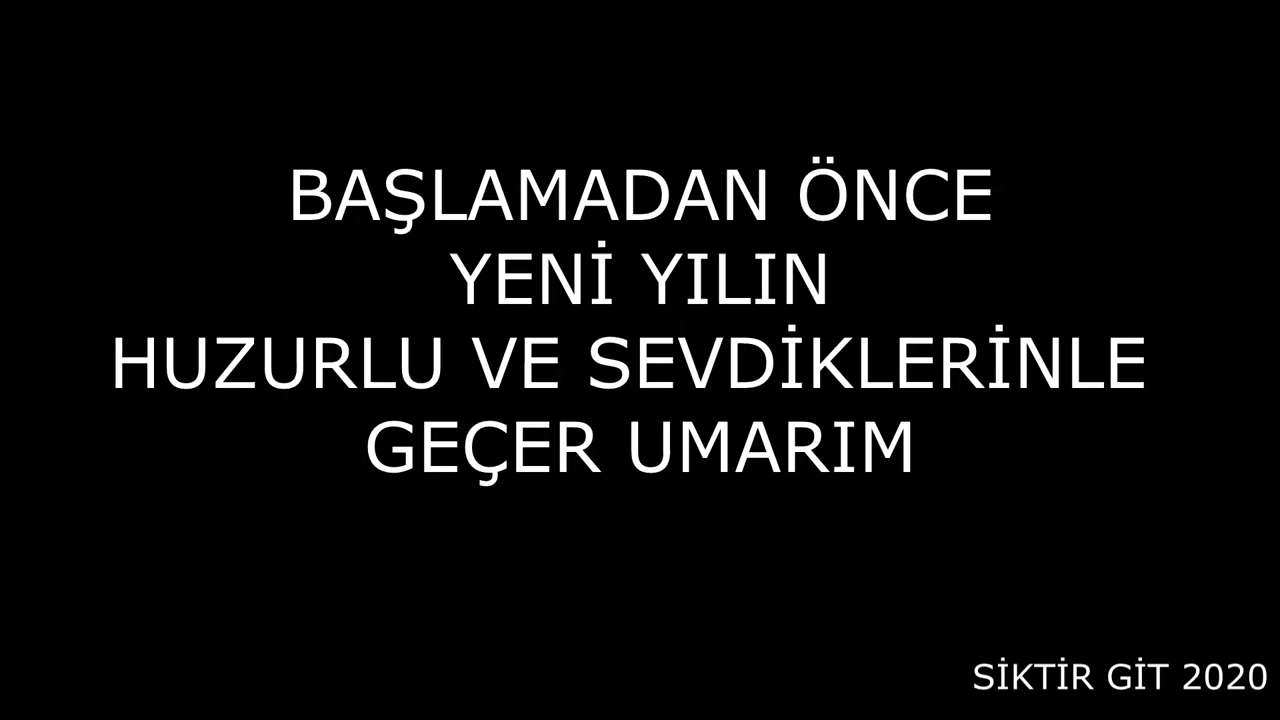 BAŞLAMADAN ÖNCE
YENİ YILIN
HUZURLU VE SEVDİKLERİNLE
GEÇER UMARIM
SİKTİR GİT 2020